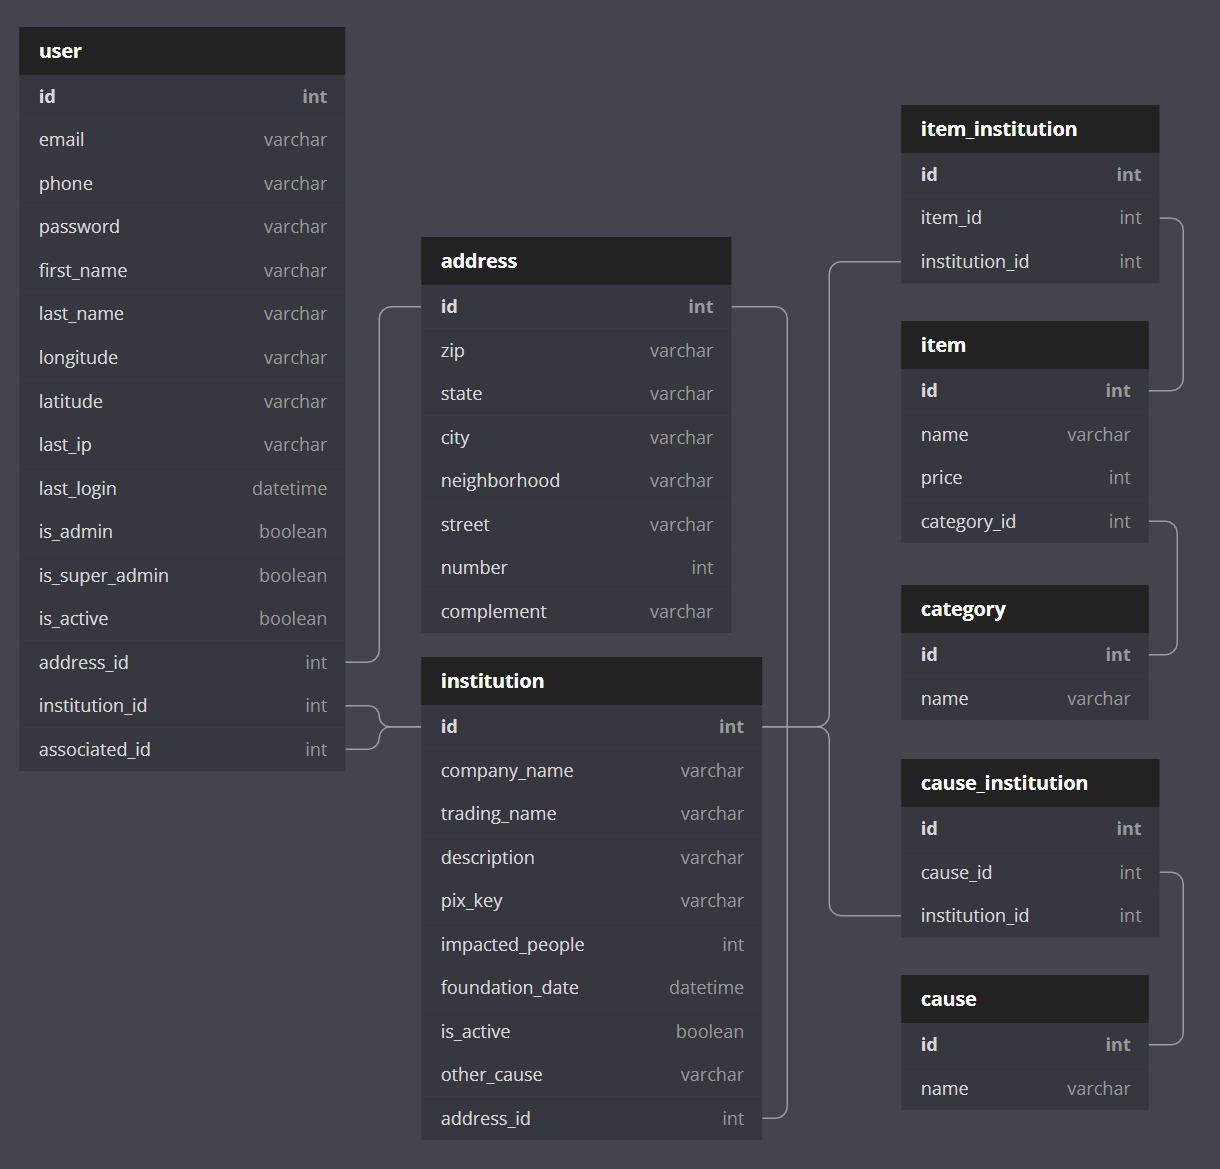 user
id int
email varchar
phone varchar
password varchar
first_name varchar
last_name varchar
longitude varchar
latitude varchar
last_ip varchar
last_login datetime
is_admin boolean
is_super_admin boolean
is_active boolean
address_id int
institution_id int
associated_id int
address
id int
zip varchar
state varchar
city varchar
neighborhood varchar
street varchar
number int
complement varchar
institution
id int
company_name varchar
trading_name varchar
description varchar
pix_key varchar
impacted_people int
foundation_date datetime
is_active boolean
other_cause varchar
address_id int
item_institution
id int
item_id int
institution_id int
item
id int
name varchar
price int
category_id int
category
id int
name varchar
cause_institution
id int
cause_id int
institution_id int
cause
id int
name varchar